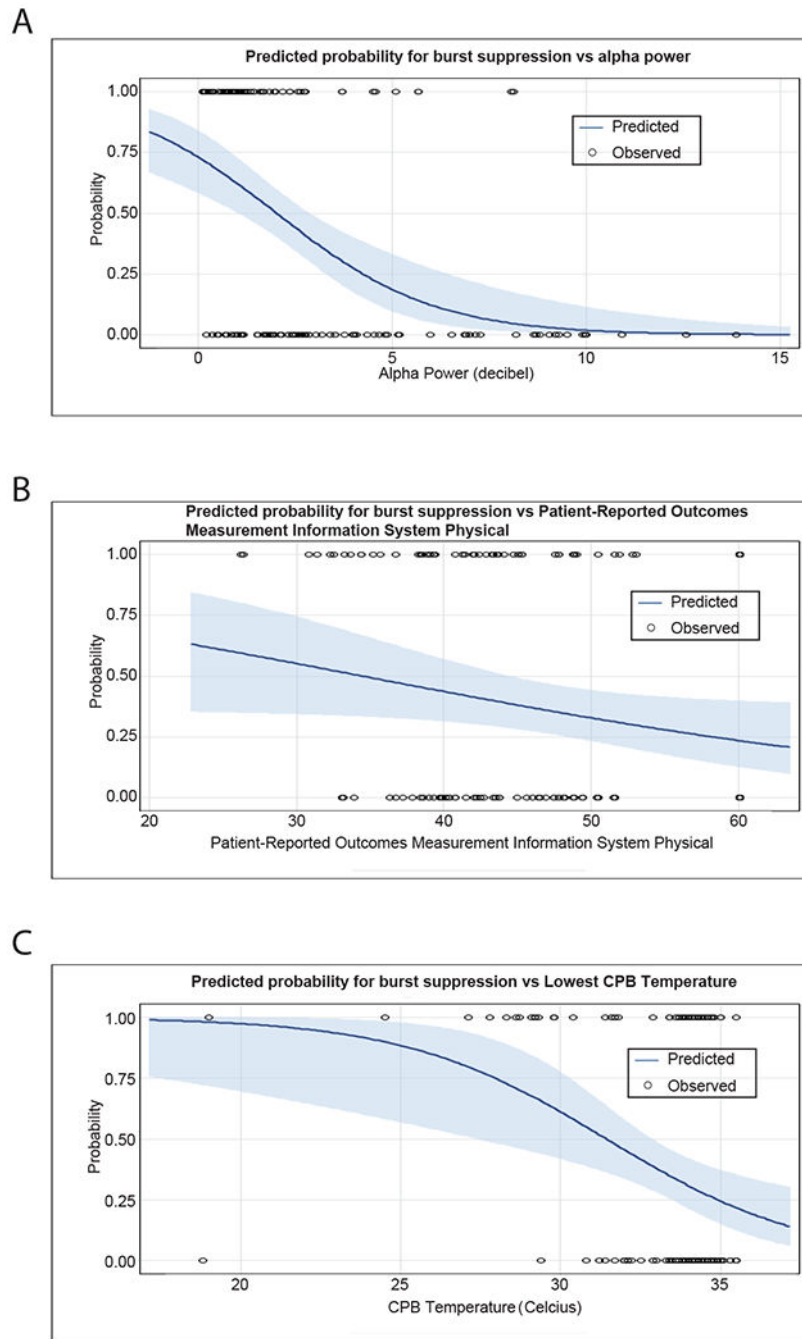 A
Predicted probability for burst suppression vs alpha power
1.00
0.75
0.50
0.25
0.00
Probability
Predicted
Observed
0
5
10
15
Alpha Power (decibel)
B
Predicted probability for burst suppression vs Patient-Reported Outcomes
Measurement Information System Physical
1.00
0.75
0.50
0.25
0.00
Probability
Predicted
Observed
20
30
40
50
60
Patient-Reported Outcomes Measurement Information System Physical
C
Predicted probability for burst suppression vs Lowest CPB Temperature
1.00
0.75
0.50
0.25
0.00
Probability
Predicted
Observed
20
25
30
35
CPB Temperature (Celcius)